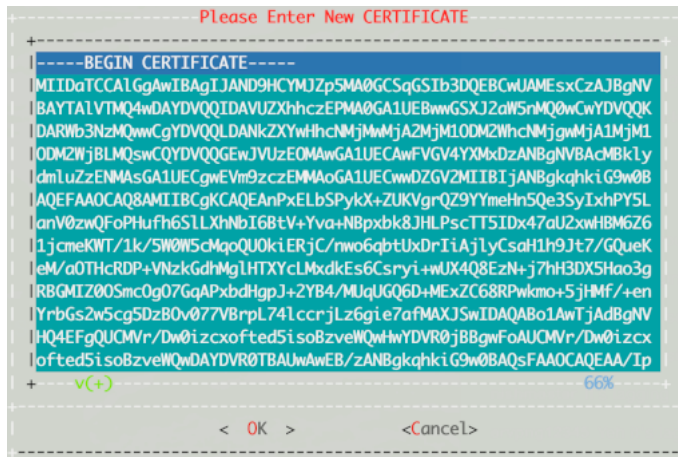 Please Enter New CERTIFICATE
-----BEGIN CERTIFICATE-----
MIIDaTCCAlGgAwIBAgIJAND9HCYMJZp5MA0GCSqGSIb3DQEBCwUAMEsxCzAJBgNV
BAYTAlVTMQ4wDAYDVQQIDAVUZXhhczEPMA0GA1UEBwwGSXJ2aW5nMQ0wCwYDVQQK
DARWb3NzMQwwCgYDVQQLDANkZXYwHhcNMjMwMjA2MjM1ODM2WhcNMjgwMjA1MjM1
ODM2WjBLMQswCQYDVQQGEwJVUzEOMAwGA1UECAwFVGV4YXMxDzANBgNVBAcMBkly
dmluZzENMAsGA1UECgwEVm9zczEMMAoGA1UECwwDZGV2MIIBIjANBgkqhkiG9w0B
AQEFAAOCAQ8AMIIBCgKCAQEAnPxELbSPykX+ZUKVgrQZ9YYmeHn5Qe3SyIxhPY5L
anV0zwQFoPHufh6SlLXhNbI6BtV+Yva+NBpxbk8JHLPscTT5IDx47aU2xwHBM6Z6
1jcmeKWT/1k/5W0W5cMqoQUOkiERjC/nwo6qbtUxDrIiAjlyCsaH1h9Jt7/GQueK
eM/aOTHcRDP+VNzkGdhMglHTXYcLMxdkEs6Csryi+wUX4Q8EzN+j7hH3DX5Hao3g
RBGMIZ0OSmcOgO7GqAPxbdHgpJ+2YB4/MUqUGQ6D+MExZC68RPwkmo+5jHMf/+en
YrbGs2w5cg5DzBOv077VBrpL74lccrjLz6gie7afMAXJSwIDAQABo1AwTjAdBgNV
HQ4EFgQUCMVr/Dw0izcxofted5isoBzveWQwHwYDVR0jBBgwFoAUCMVr/Dw0izcx
ofted5isoBzveWQwDAYDVR0TBAUwAwEB/zANBgkqhkiG9w0BAQsFAAOCAQEAA/Ip
v(+) 66%
< OK > <Cancel>